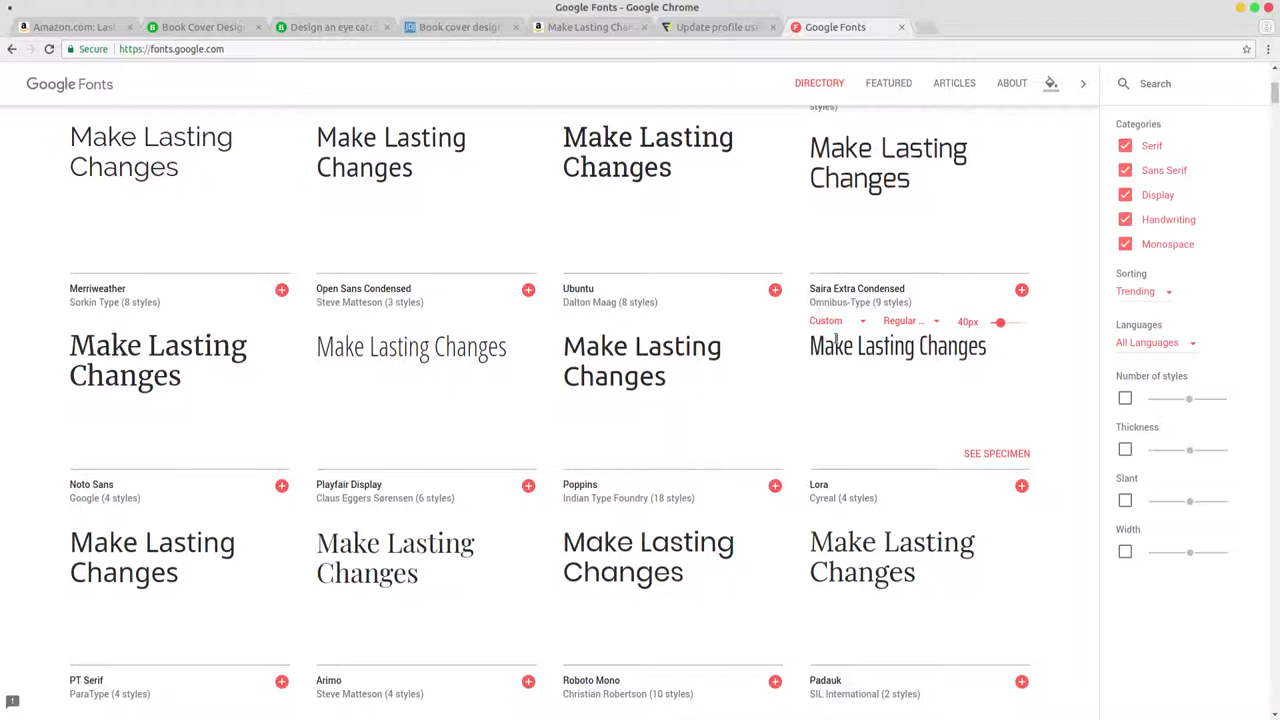 Google Fonts - Google Chrome
Amazon.com: Las
Book Cover Desig
Design an eye cat
Book cover desig
Make Lasting Cha
Update profile use
Google Fonts
Secure https://fonts.google.com
Google Fonts
DIRECTORY FEATURED ARTICLES ABOUT
Search
styles)
Make Lasting
Changes
Make Lasting
Changes
Make Lasting
Changes
Make Lasting
Changes
Merriweather
Sorkin Type (8 styles)
Make Lasting
Changes
Open Sans Condensed
Steve Matteson (3 styles)
Make Lasting Changes
Ubuntu
Dalton Maag (8 styles)
Make Lasting
Changes
Saira Extra Condensed
Omnibus-Type (9 styles)
Custom Regular ... 40px
Make Lasting Changes
SEE SPECIMEN
Noto Sans
Google (4 styles)
Make Lasting
Changes
Playfair Display
Claus Eggers Sørensen (6 styles)
Make Lasting
Changes
Poppins
Indian Type Foundry (18 styles)
Make Lasting
Changes
Lora
Cyreal (4 styles)
Make Lasting
Changes
PT Serif
ParaType (4 styles)
Arimo
Steve Matteson (4 styles)
Roboto Mono
Christian Robertson (10 styles)
Padauk
SIL International (2 styles)
Categories
Serif
Sans Serif
Display
Handwriting
Monospace
Sorting
Trending
Languages
All Languages
Number of styles
Thickness
Slant
Width